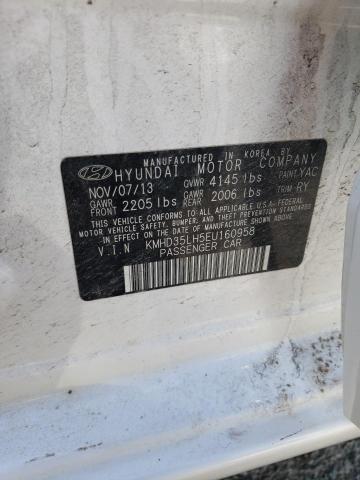 MANUFACTURED IN KOREA BY
HYUNDAI MOTOR COMPANY
NOV/07/13 GVWR 4145 lbs PAINT: YAC
GAWR FRONT 2205 lbs GAWR REAR 2006 lbs TRIM: RY
THIS VEHICLE CONFORMS TO ALL APPLICABLE U.S.A. FEDERAL
MOTOR VEHICLE SAFETY, BUMPER, AND THEFT PREVENTION STANDARDS
IN EFFECT ON THE DATE OF MANUFACTURE SHOWN ABOVE.
V.I.N KMHD35LH5EU160958
PASSENGER CAR